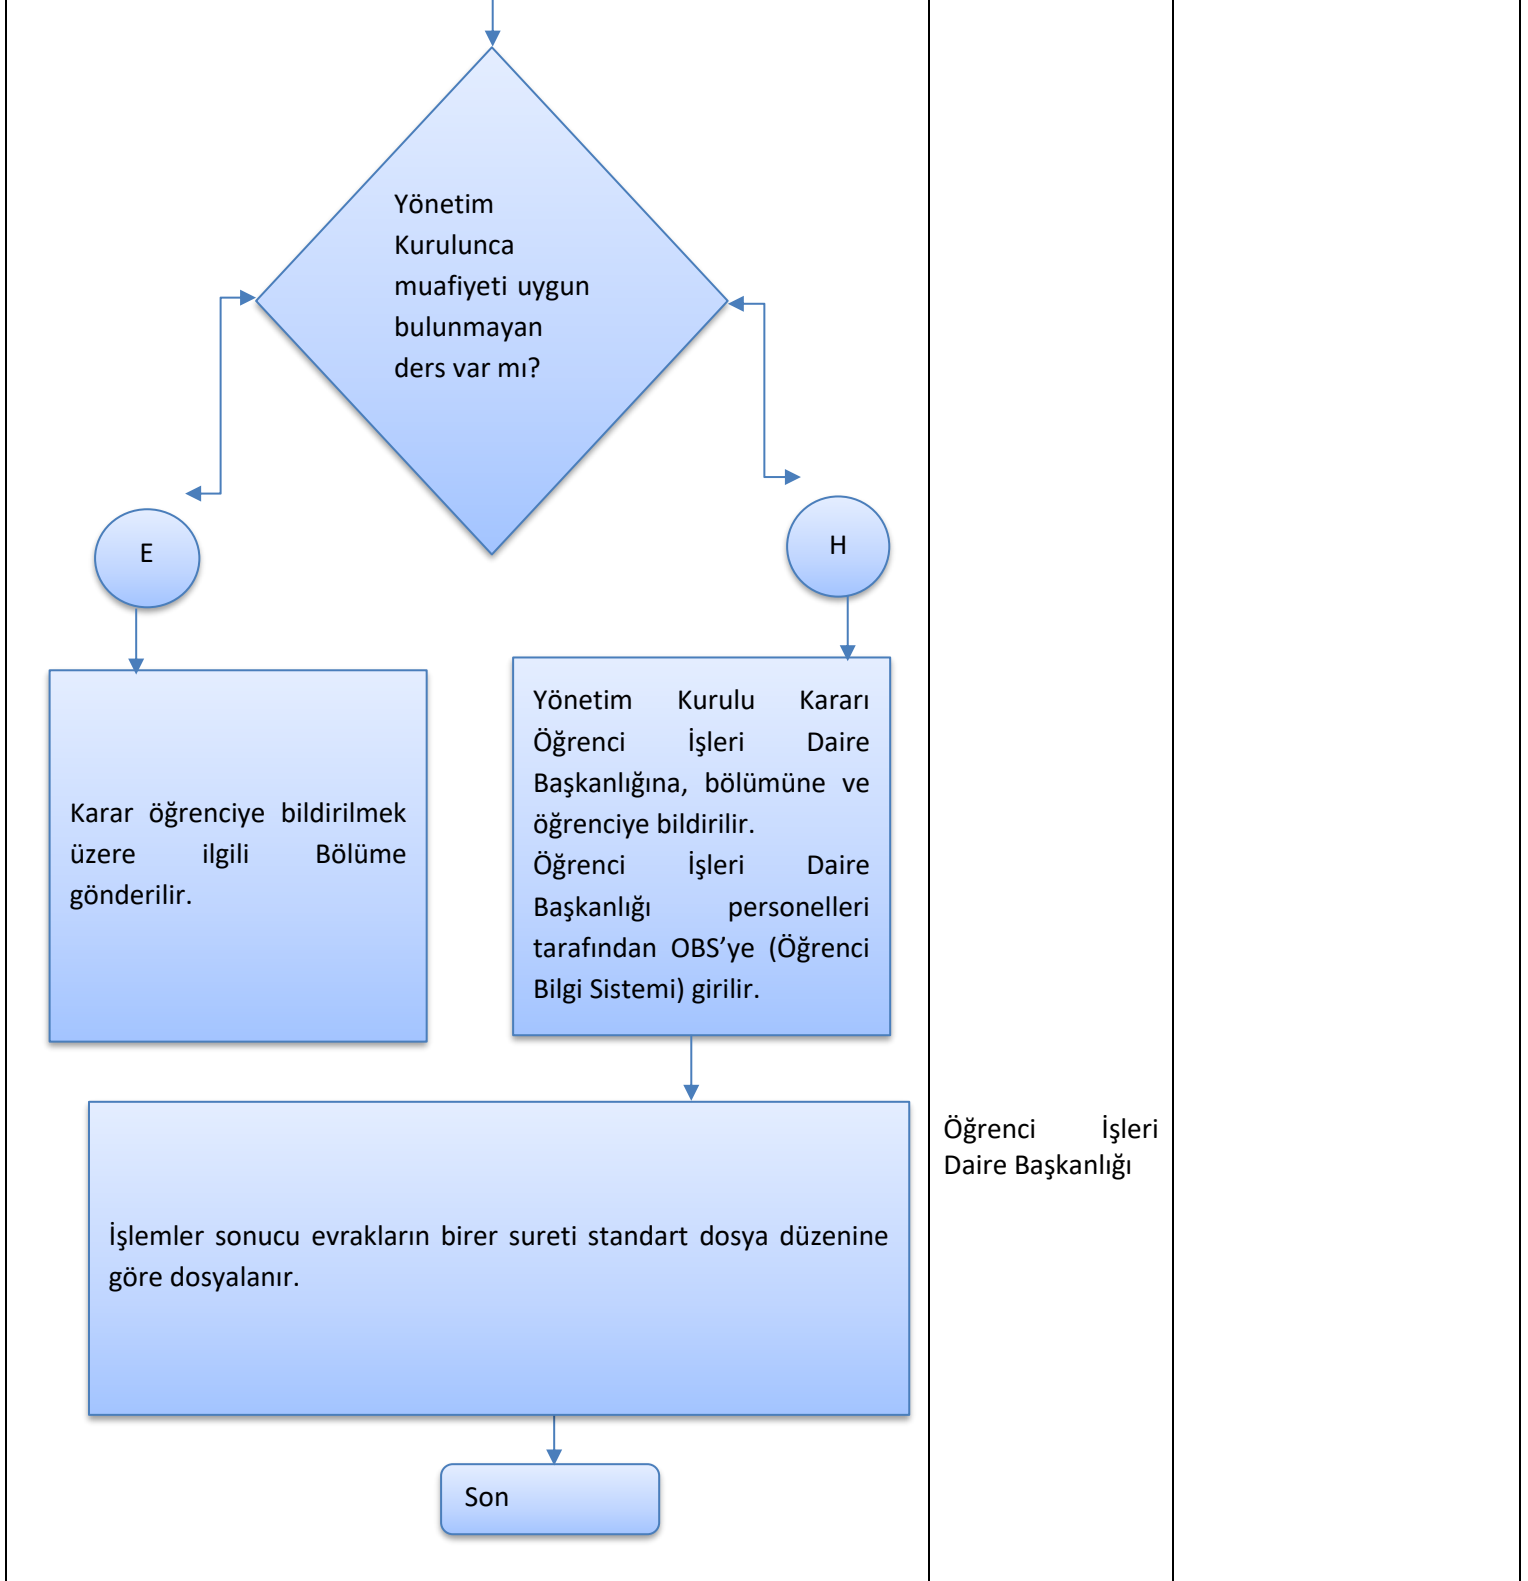 Yönetim
Kurulunca
muafiyeti uygun
bulunmayan
ders var mı?
E
H
Karar öğrenciye bildirilmek
üzere ilgili Bölüme
gönderilir.
Yönetim Kurulu Kararı
Öğrenci İşleri Daire
Başkanlığına, bölümüne ve
öğrenciye bildirilir.
Öğrenci İşleri Daire
Başkanlığı personelleri
tarafından OBS’ye (Öğrenci
Bilgi Sistemi) girilir.
Öğrenci İşleri
Daire Başkanlığı
İşlemler sonucu evrakların birer sureti standart dosya düzenine
göre dosyalanır.
Son